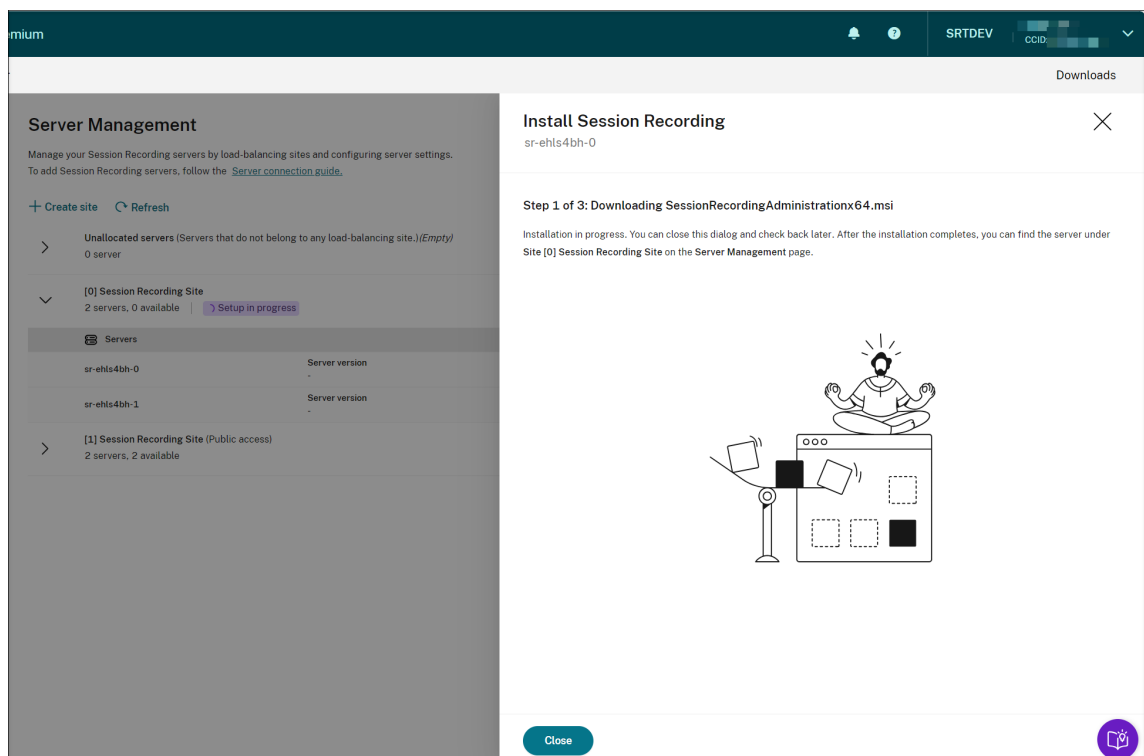 emium
SRTDEV
CCID:
Downloads
Server Management
Manage your Session Recording servers by load-balancing sites and configuring server settings.
To add Session Recording servers, follow the Server connection guide.
Create site Refresh
Unallocated servers (Servers that do not belong to any load-balancing site.)(Empty)
0 server
[0] Session Recording Site
2 servers, 0 available Setup in progress
Servers
sr-ehls4bh-0 Server version
-
sr-ehls4bh-1 Server version
-
[1] Session Recording Site (Public access)
2 servers, 2 available
Install Session Recording
sr-ehls4bh-0
Step 1 of 3: Downloading SessionRecordingAdministrationx64.msi
Installation in progress. You can close this dialog and check back later. After the installation completes, you can find the server under
Site [0] Session Recording Site on the Server Management page.
Close